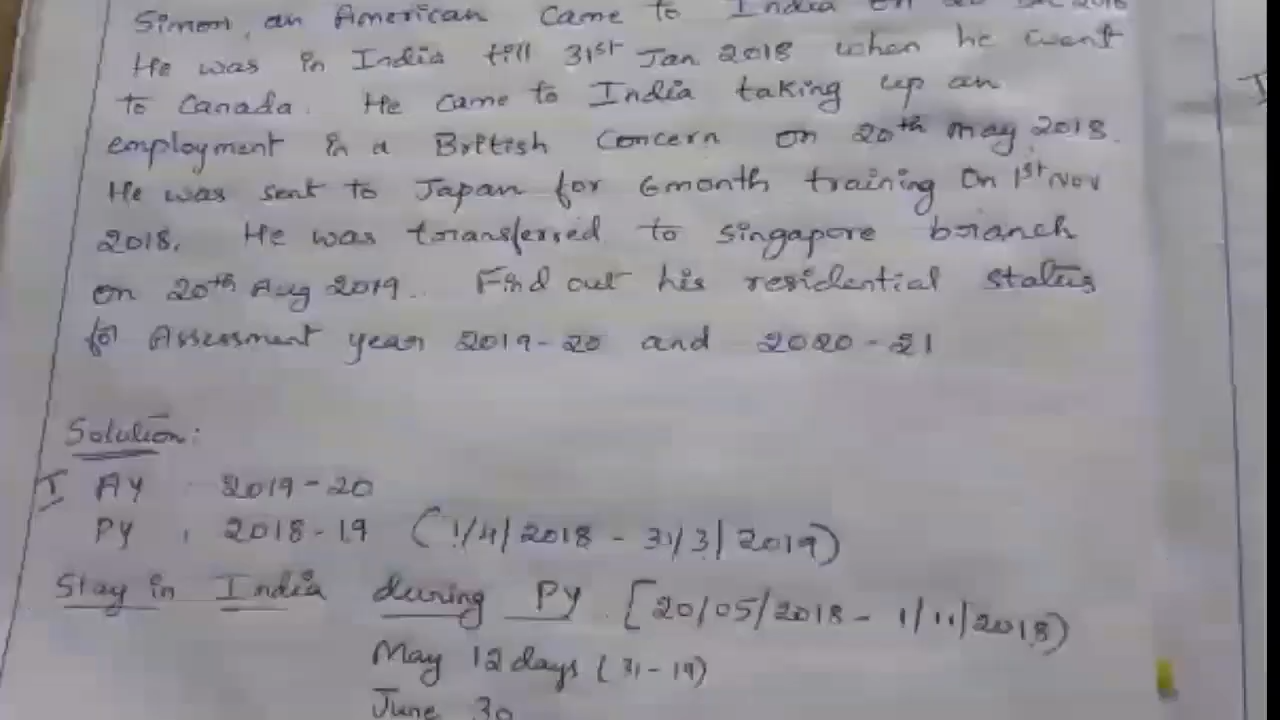 Simon, an American came to India on 2018
He was in India till 31st Jan 2018 when he went
to Canada. He came to India taking up an
employment in a British Concern on 20th May 2018.
He was sent to Japan for 6month training on 1st Nov
2018. He was transferred to singapore branch
on 20th Aug 2019. Find out his residential status
for Assessment year 2019-20 and 2020-21
Solution:
I AY 2019-20
PY , 2018-19 (1/4/2018 - 31/3/2019)
Stay in India during PY [20/05/2018 - 1/11/2018)
May 12 days (31-19)
June 30